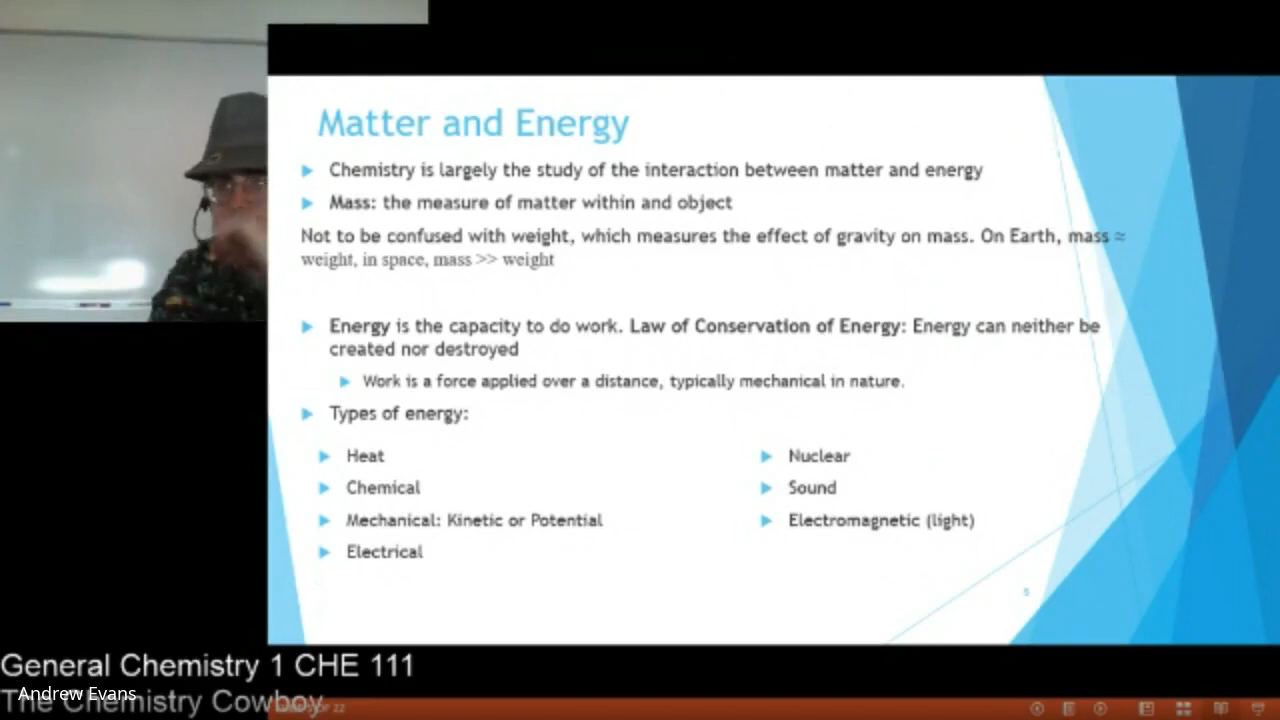 Matter and Energy
Chemistry is largely the study of the interaction between matter and energy
Mass: the measure of matter within and object
Not to be confused with weight, which measures the effect of gravity on mass. On Earth, mass ≈
weight, in space, mass >> weight
Energy is the capacity to do work. Law of Conservation of Energy: Energy can neither be
created nor destroyed
Work is a force applied over a distance, typically mechanical in nature.
Types of energy:
Heat
Chemical
Mechanical: Kinetic or Potential
Electrical
Nuclear
Sound
Electromagnetic (light)
5
General Chemistry 1 CHE 111
Andrew Evans
The Chemistry Cowboy
OF 22